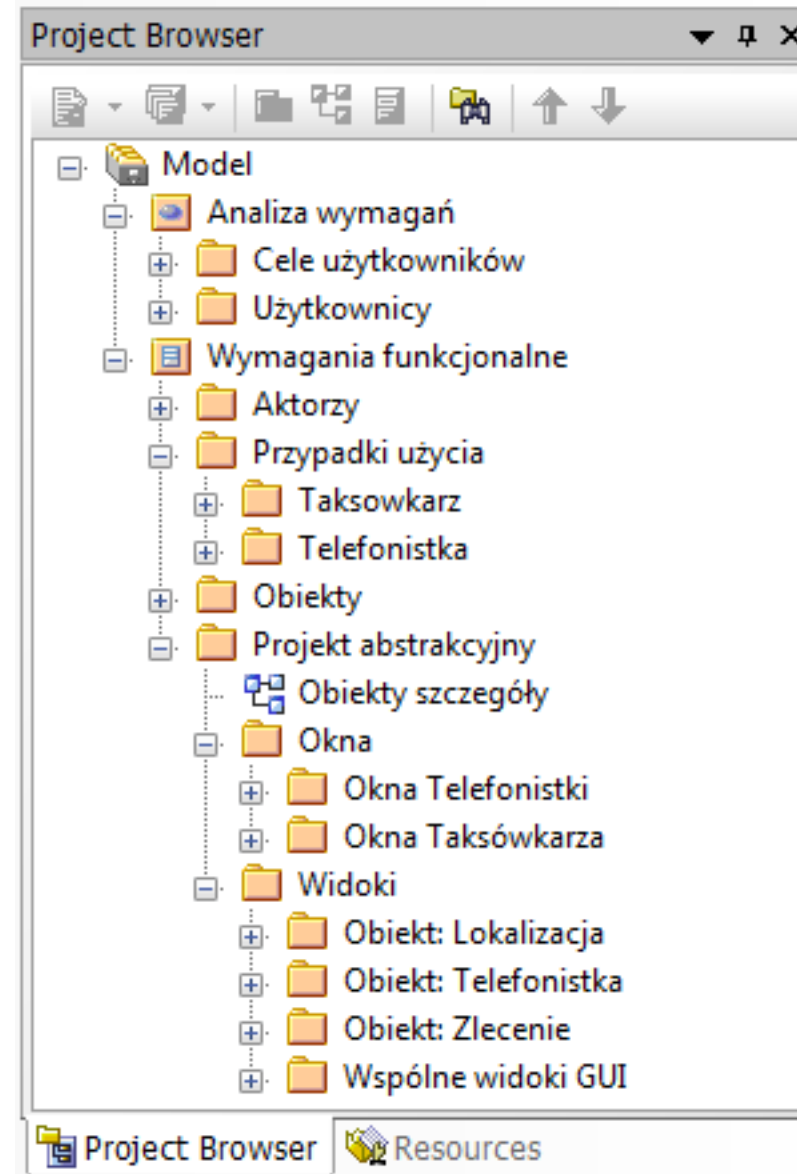 Project Browser
Model
Analiza wymagań
Cele użytkowników
Użytkownicy
Wymagania funkcjonalne
Aktorzy
Przypadki użycia
Taksowkarz
Telefonistka
Obiekty
Projekt abstrakcyjny
Obiekty szczegóły
Okna
Okna Telefonistki
Okna Taksówkarza
Widoki
Obiekt: Lokalizacja
Obiekt: Telefonistka
Obiekt: Zlecenie
Wspólne widoki GUI
Project Browser Resources